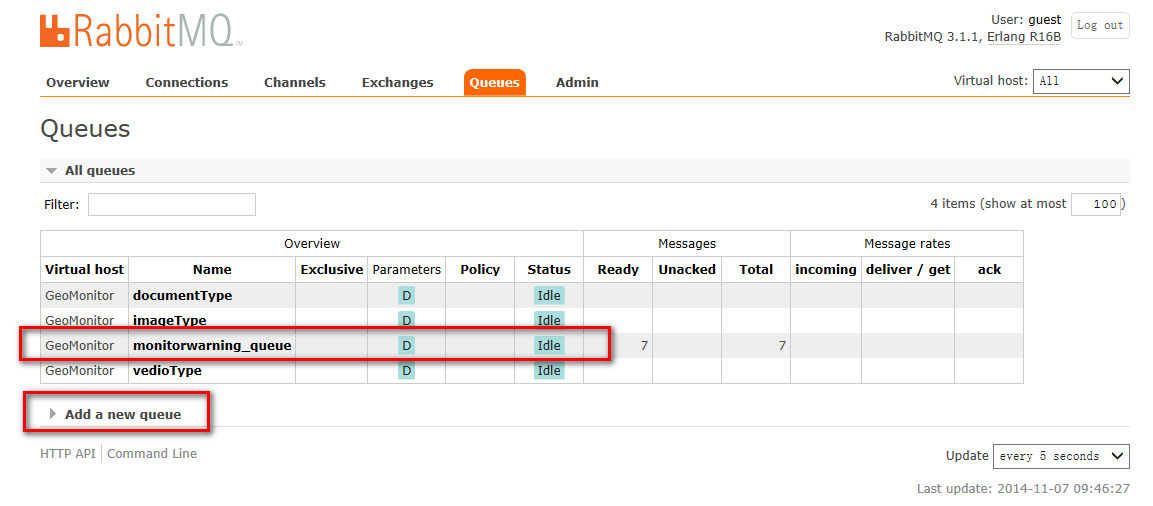 RabbitMQ TM
User: guest
RabbitMQ 3.1.1, Erlang R16B
Log out
Overview Connections Channels Exchanges Queues Admin
Virtual host: All
Queues
All queues
Filter:
4 items (show at most 100)
Overview Messages Message rates
Virtual host Name Exclusive Parameters Policy Status Ready Unacked Total incoming deliver / get ack
GeoMonitor documentType D Idle
GeoMonitor imageType D Idle
GeoMonitor monitorwarning_queue D Idle 7 7
GeoMonitor vedioType D Idle
Add a new queue
HTTP API Command Line
Update every 5 seconds
Last update: 2014-11-07 09:46:27